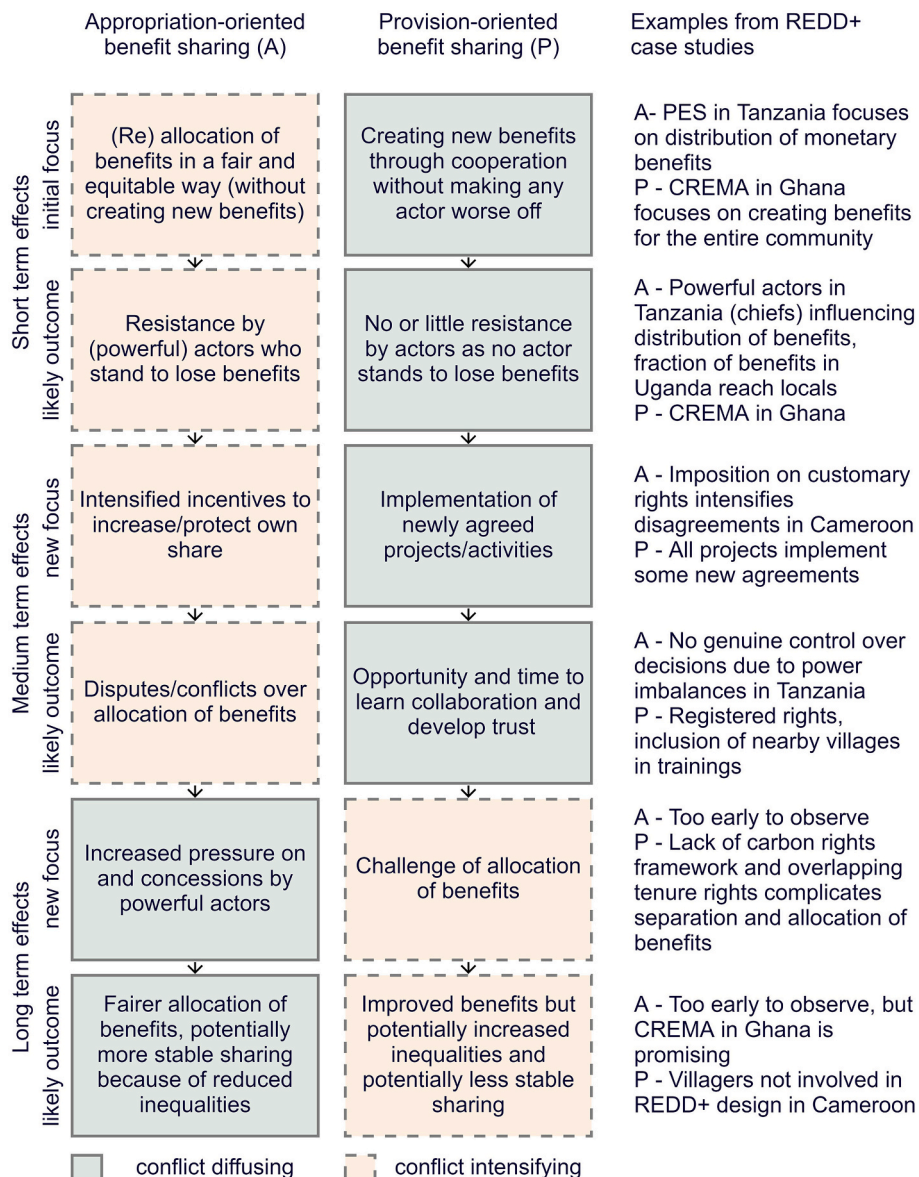 Appropriation-oriented
benefit sharing (A)
Provision-oriented
benefit sharing (P)
Examples from REDD+
case studies
Short term effects
initial focus
(Re) allocation of
benefits in a fair and
equitable way (without
creating new benefits)
Creating new benefits
through cooperation
without making any
actor worse off
A- PES in Tanzania focuses
on distribution of monetary
benefits
P - CREMA in Ghana
focuses on creating benefits
for the entire community
likely outcome
Resistance by
(powerful) actors who
stand to lose benefits
No or little resistance
by actors as no actor
stands to lose benefits
A - Powerful actors in
Tanzania (chiefs) influencing
distribution of benefits,
fraction of benefits in
Uganda reach locals
P - CREMA in Ghana
Medium term effects
new focus
Intensified incentives to
increase/protect own
share
Implementation of
newly agreed
projects/activities
A - Imposition on customary
rights intensifies
disagreements in Cameroon
P - All projects implement
some new agreements
likely outcome
Disputes/conflicts over
allocation of benefits
Opportunity and time to
learn collaboration and
develop trust
A - No genuine control over
decisions due to power
imbalances in Tanzania
P - Registered rights,
inclusion of nearby villages
in trainings
Long term effects
new focus
Increased pressure on
and concessions by
powerful actors
Challenge of allocation
of benefits
A - Too early to observe
P - Lack of carbon rights
framework and overlapping
tenure rights complicates
separation and allocation of
benefits
likely outcome
Fairer allocation of
benefits, potentially
more stable sharing
because of reduced
inequalities
Improved benefits but
potentially increased
inequalities and
potentially less stable
sharing
A - Too early to observe, but
CREMA in Ghana is
promising
P - Villagers not involved in
REDD+ design in Cameroon
conflict diffusing
conflict intensifying